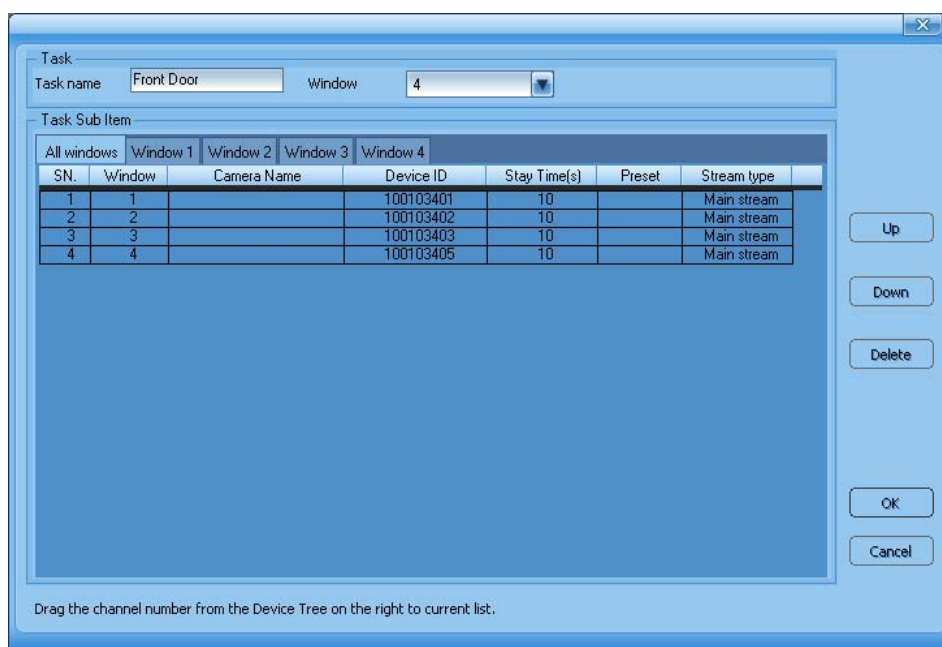 Task
Task name Front Door Window 4
Task Sub Item
All windows Window 1 Window 2 Window 3 Window 4
SN. Window Camera Name Device ID Stay Time(s) Preset Stream type
1 1 100103401 10 Main stream
2 2 100103402 10 Main stream
3 3 100103403 10 Main stream
4 4 100103405 10 Main stream
Up
Down
Delete
OK
Cancel
Drag the channel number from the Device Tree on the right to current list.